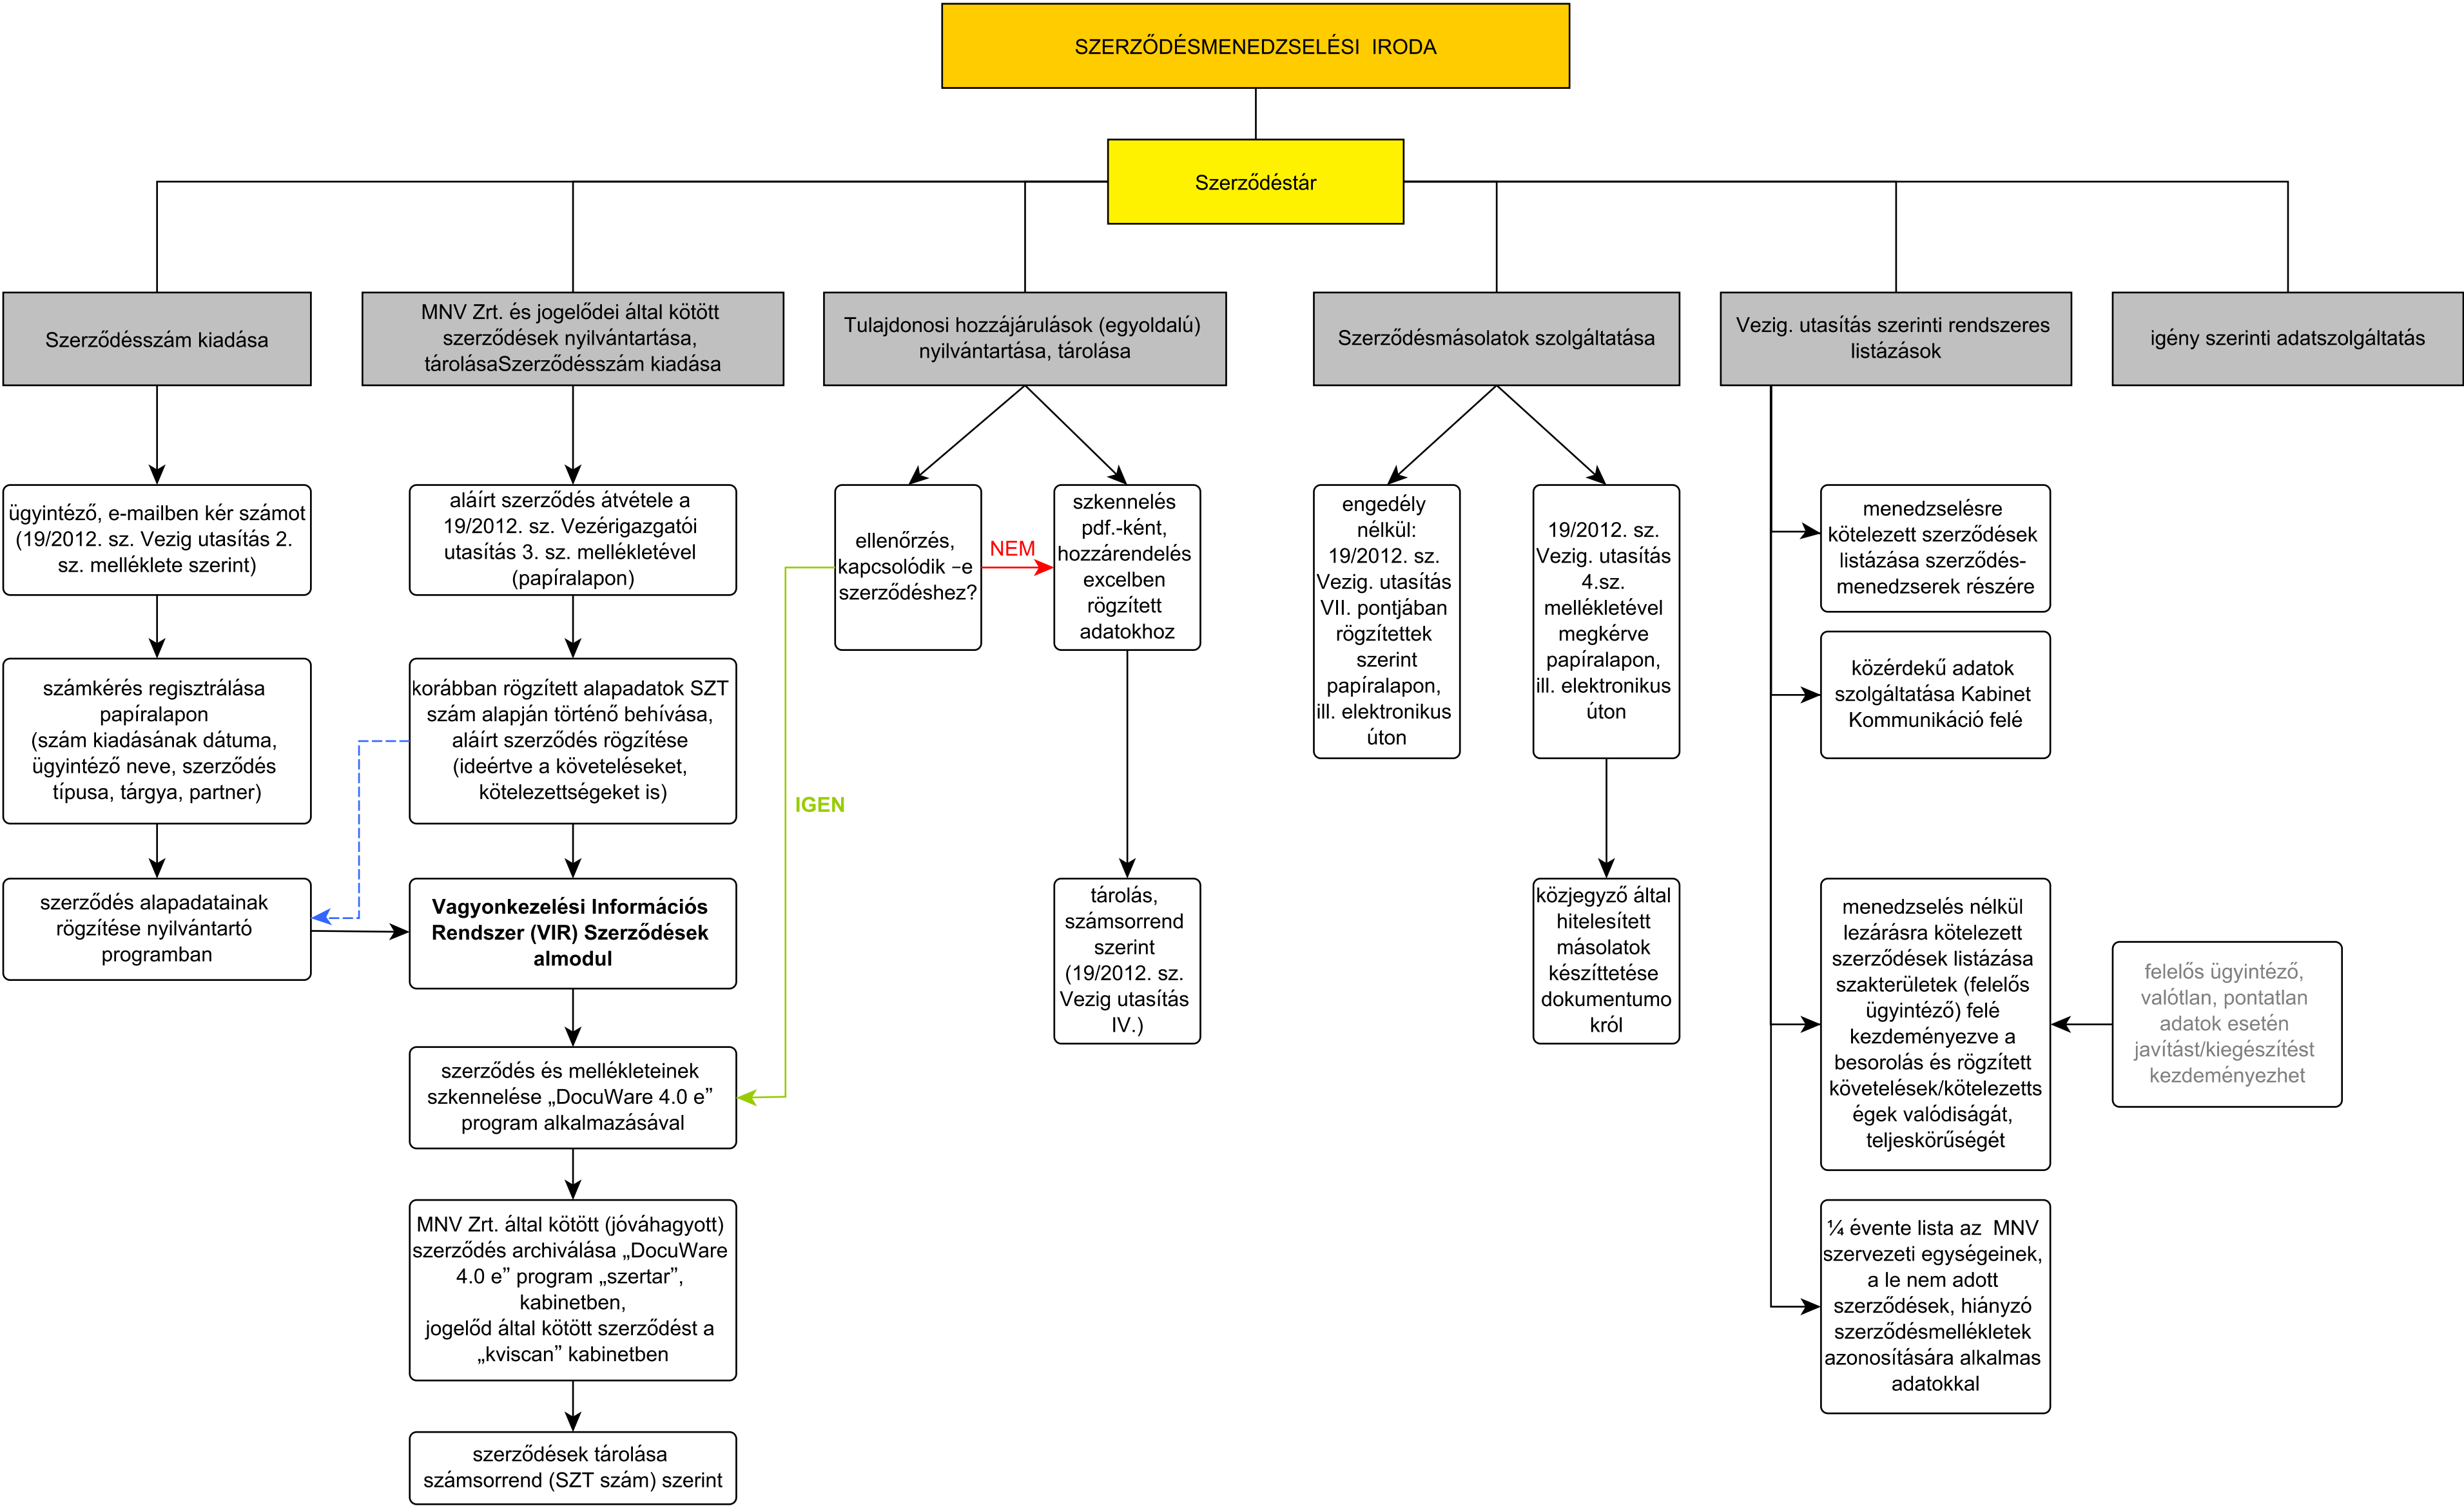 SZERZŐDÉSMENEDZSELÉSI  IRODA
Szerződéstár
Szerződésszám kiadása
MNV Zrt. és jogelődei által kötött
szerződések nyilvántartása,
tárolásaSzerződésszám kiadása
Tulajdonosi hozzájárulások (egyoldalú)
nyilvántartása, tárolása
Szerződésmásolatok szolgáltatása
Vezig. utasítás szerinti rendszeres
listázások
igény szerinti adatszolgáltatás
ügyintéző, e-mailben kér számot
(19/2012. sz. Vezig utasítás 2.
sz. melléklete szerint)
számkérés regisztrálása
papíralapon
(szám kiadásának dátuma,
ügyintéző neve, szerződés
típusa, tárgya, partner)
szerződés alapadatainak
rögzítése nyilvántartó
programban
aláírt szerződés átvétele a
19/2012. sz. Vezérigazgatói
utasítás 3. sz. mellékletével
(papíralapon)
korábban rögzített alapadatok SZT
szám alapján történő behívása,
aláírt szerződés rögzítése
(ideértve a követeléseket,
kötelezettségeket is)
Vagyonkezelési Információs
Rendszer (VIR) Szerződések
almodul
szerződés és mellékleteinek
szkennelése „DocuWare 4.0 e”
program alkalmazásával
MNV Zrt. által kötött (jóváhagyott)
szerződés archiválása „DocuWare
4.0 e” program „szertar”,
kabinetben,
jogelőd által kötött szerződést a
„kviscan” kabinetben
szerződések tárolása
számsorrend (SZT szám) szerint
ellenőrzés,
kapcsolódik –e
szerződéshez?
NEM
IGEN
szkennelés
pdf.-ként,
hozzárendelés
excelben
rögzített
adatokhoz
tárolás,
számsorrend
szerint
(19/2012. sz.
Vezig utasítás
IV.)
engedély
nélkül:
19/2012. sz.
Vezig. utasítás
VII. pontjában
rögzítettek
szerint
papíralapon,
ill. elektronikus
úton
19/2012. sz.
Vezig. utasítás
4.sz.
mellékletével
megkérve
papíralapon,
ill. elektronikus
úton
közjegyző által
hitelesített
másolatok
készíttetése
dokumentumo
król
menedzselésre
kötelezett szerződések
listázása szerződés-
menedzserek részére
közérdekű adatok
szolgáltatása Kabinet
Kommunikáció felé
menedzselés nélkül
lezárásra kötelezett
szerződések listázása
szakterületek (felelős
ügyintéző) felé
kezdeményezve a
besorolás és rögzített
követelések/kötelezetts
égek valódiságát,
teljeskörűségét
felelős ügyintéző,
valótlan, pontatlan
adatok esetén
javítást/kiegészítést
kezdeményezhet
¼ évente lista az  MNV
szervezeti egységeinek,
a le nem adott
szerződések, hiányzó
szerződésmellékletek
azonosítására alkalmas
adatokkal